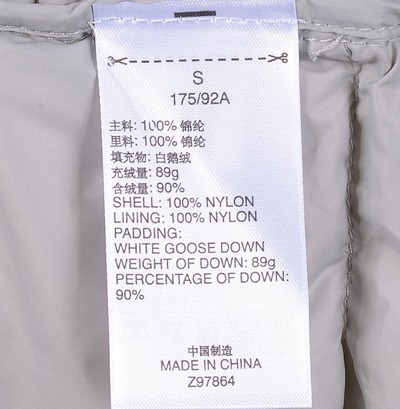 S
175/92A
主料: 100% 锦纶
里料: 100% 锦纶
填充物: 白鹅绒
充绒量: 89g
含绒量: 90%
SHELL: 100% NYLON
LINING: 100% NYLON
PADDING:
WHITE GOOSE DOWN
WEIGHT OF DOWN: 89g
PERCENTAGE OF DOWN:
90%
中国制造
MADE IN CHINA
Z97864